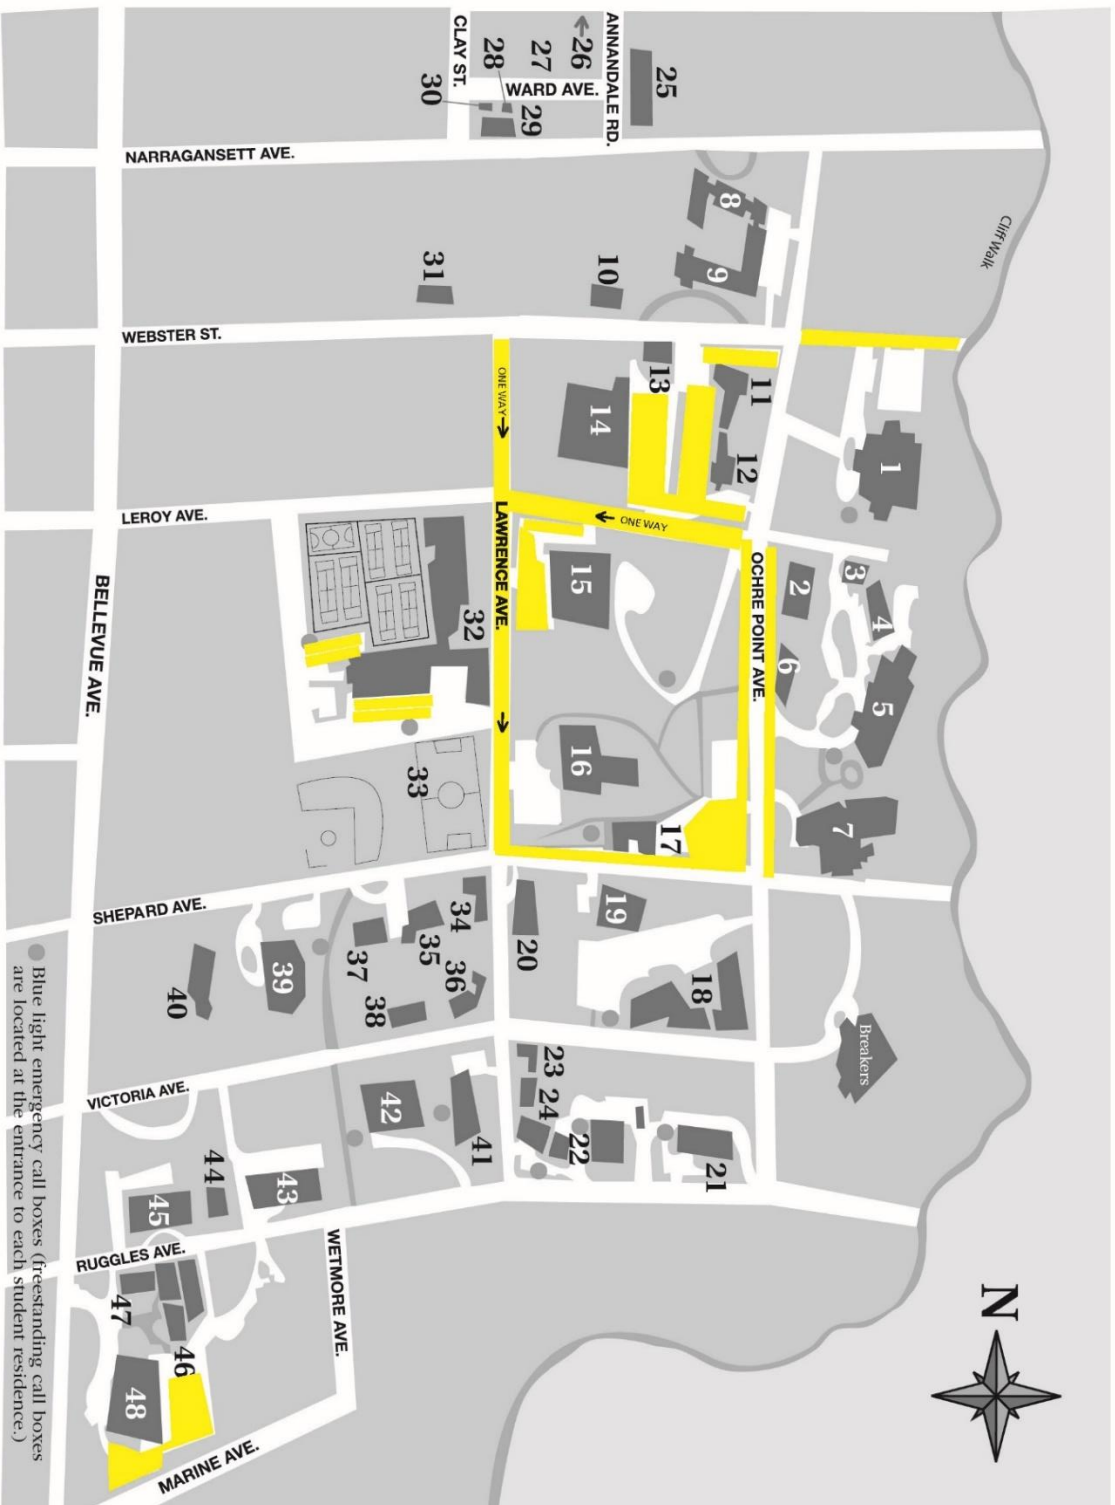 CLAY ST.
28
27
26
ANNANDALE RD.
25
30
WARD AVE.
29
NARRAGANSETT AVE.
8
9
Cliff Walk
31
10
WEBSTER ST.
ONE WAY
13
11
14
12
1
LEROY AVE.
LAWRENCE AVE.
ONE WAY
OCHRE POINT AVE.
15
2
3
4
32
6
5
BELLEVUE AVE.
16
33
17
7
SHEPARD AVE.
34
35
37
36
20
19
39
40
38
18
Breakers
VICTORIA AVE.
23
24
42
41
22
21
44
43
45
RUGGLES AVE.
WETMORE AVE.
47
46
48
MARINE AVE.
N
Blue light emergency call boxes (freestanding call boxes
are located at the entrance to each student residence.)